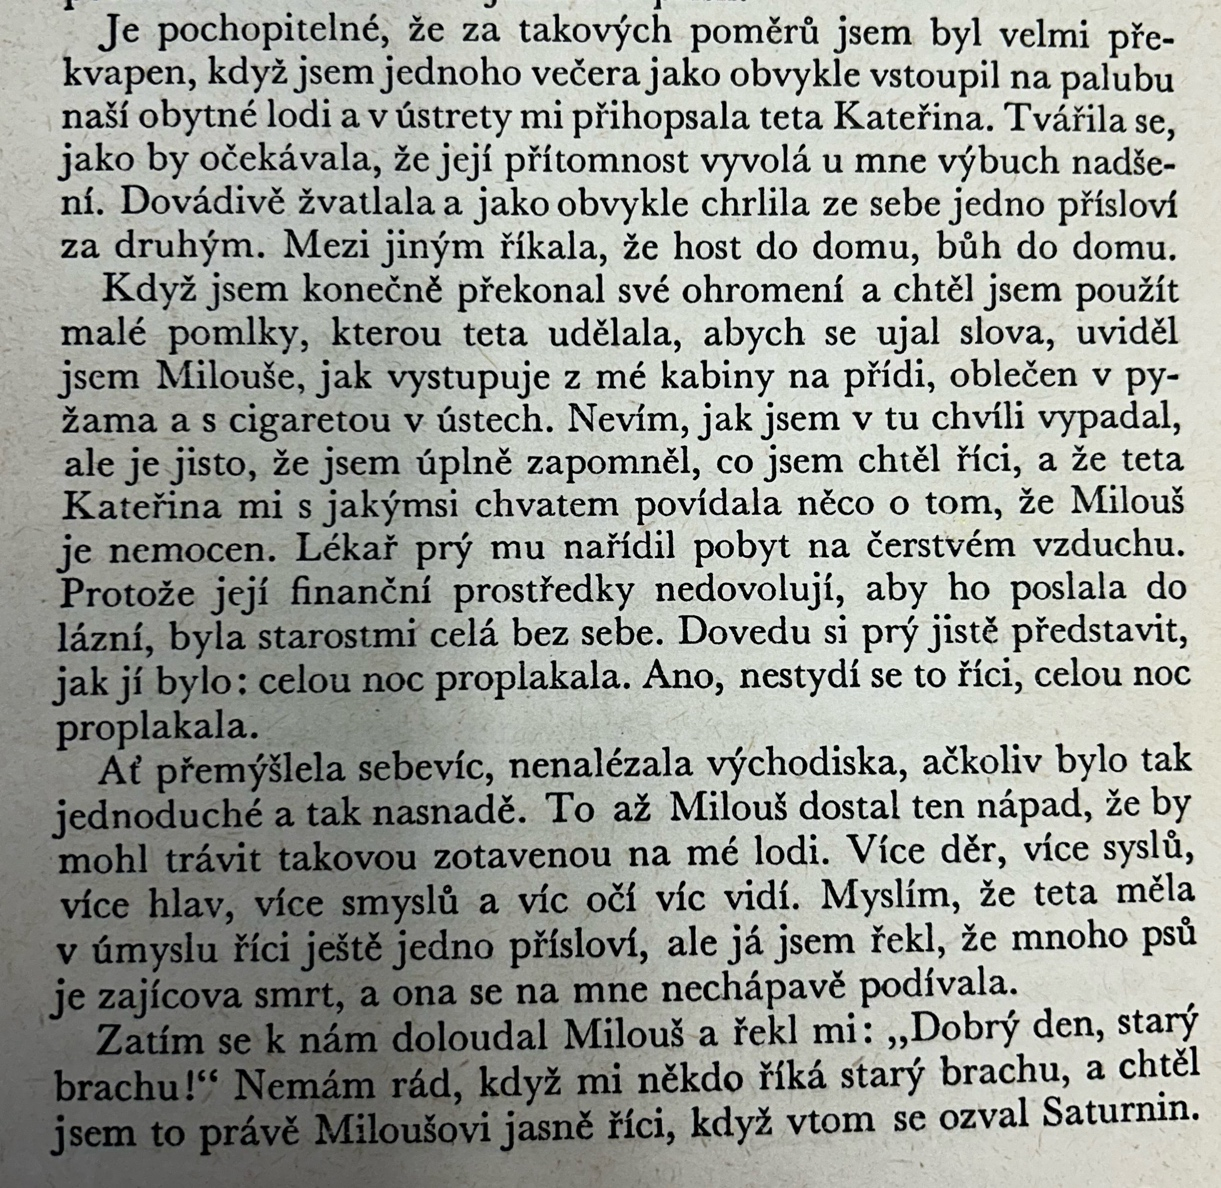 Je pochopitelné, že za takových poměrů jsem byl velmi pře-
kvapen, když jsem jednoho večera jako obvykle vstoupil na palubu
naší obytné lodi a v ústrety mi přihopsala teta Kateřina. Tvářila se,
jako by očekávala, že její přítomnost vyvolá u mne výbuch nadše-
ní. Dovádivě žvatlala a jako obvykle chrlila ze sebe jedno přísloví
za druhým. Mezi jiným říkala, že host do domu, bůh do domu.
Když jsem konečně překonal své ohromení a chtěl jsem použít
malé pomlky, kterou teta udělala, abych se ujal slova, uviděl
jsem Milouše, jak vystupuje z mé kabiny na přídi, oblečen v py-
žama a s cigaretou v ústech. Nevím, jak jsem v tu chvíli vypadal,
ale je jisto, že jsem úplně zapomněl, co jsem chtěl říci, a že teta
Kateřina mi s jakýmsi chvatem povídala něco o tom, že Milouš
je nemocen. Lékař prý mu nařídil pobyt na čerstvém vzduchu.
Protože její finanční prostředky nedovolují, aby ho poslala do
lázní, byla starostmi celá bez sebe. Dovedu si prý jistě představit,
jak jí bylo: celou noc proplakala. Ano, nestydí se to říci, celou noc
proplakala.
Ať přemýšlela sebevíc, nenalézala východiska, ačkoliv bylo tak
jednoduché a tak nasnadě. To až Milouš dostal ten nápad, že by
mohl trávit takovou zotavenou na mé lodi. Více děr, více syslů,
více hlav, více smyslů a víc očí víc vidí. Myslím, že teta měla
v úmyslu říci ještě jedno přísloví, ale já jsem řekl, že mnoho psů
je zajícova smrt, a ona se na mne nechápavě podívala.
Zatím se k nám doloudal Milouš a řekl mi: „Dobrý den, starý
brachu!“ Nemám rád, když mi někdo říká starý brachu, a chtěl
jsem to právě Miloušovi jasně říci, když vtom se ozval Saturnin.